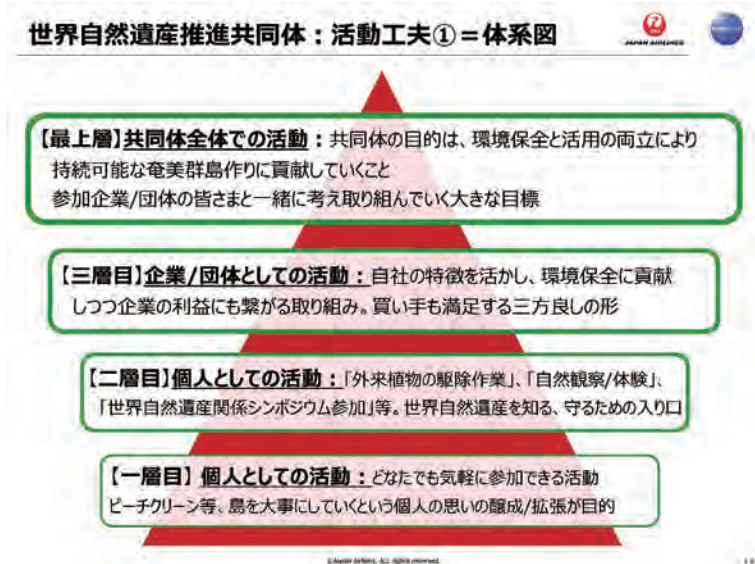 世界自然遺産推進共同体：活動工夫①＝体系図
JAPAN AIRLINES
【最上層】共同体全体での活動：共同体の目的は、環境保全と活用の両立により
持続可能な奄美群島作りに貢献していくこと
参加企業/団体の皆さまと一緒に考え取り組んでいく大きな目標
【三層目】企業/団体としての活動：自社の特徴を活かし、環境保全に貢献
しつつ企業の利益にも繋がる取り組み。買い手も満足する三方良しの形
【二層目】個人としての活動：「外来植物の駆除作業」、「自然観察/体験」、
「世界自然遺産関係シンポジウム参加」等。世界自然遺産を知る、守るための入り口
【一層目】個人としての活動：どなたでも気軽に参加できる活動
ビーチクリーン等、島を大事にしていくという個人の思いの醸成/拡張が目的
©Japan Airlines, ALL rights reserved.